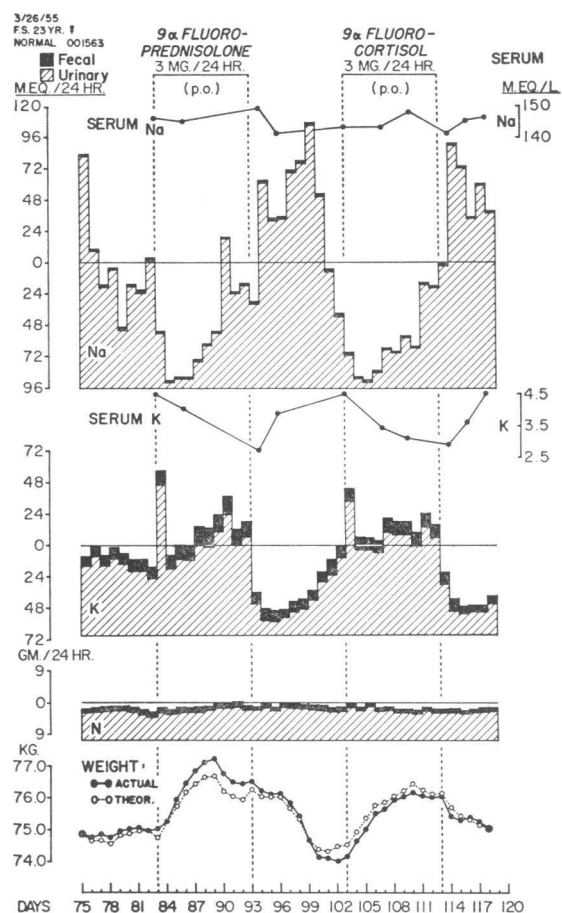 3/26/55
F.S. 23YR. ♀
NORMAL 001563
Fecal
Urinary
M.EQ./24 HR.
9α FLUORO-
PREDNISOLONE
3 MG./24 HR.
(p.o.)
9α FLUORO-
CORTISOL
3 MG./24 HR.
(p.o.)
SERUM
M.EQ/L.
120
96
72
48
24
0
24
48
72
96
SERUM Na
Na
150
140
Na
SERUM K
K
4.5
3.5
2.5
72
48
24
0
24
48
72
K
GM./24 HR.
9
0
9
N
KG.
77.0
76.0
75.0
74.0
WEIGHT:
ACTUAL
THEOR.
DAYS 75 78 81 84 87 90 93 96 99 102 105 108 111 114 117 120